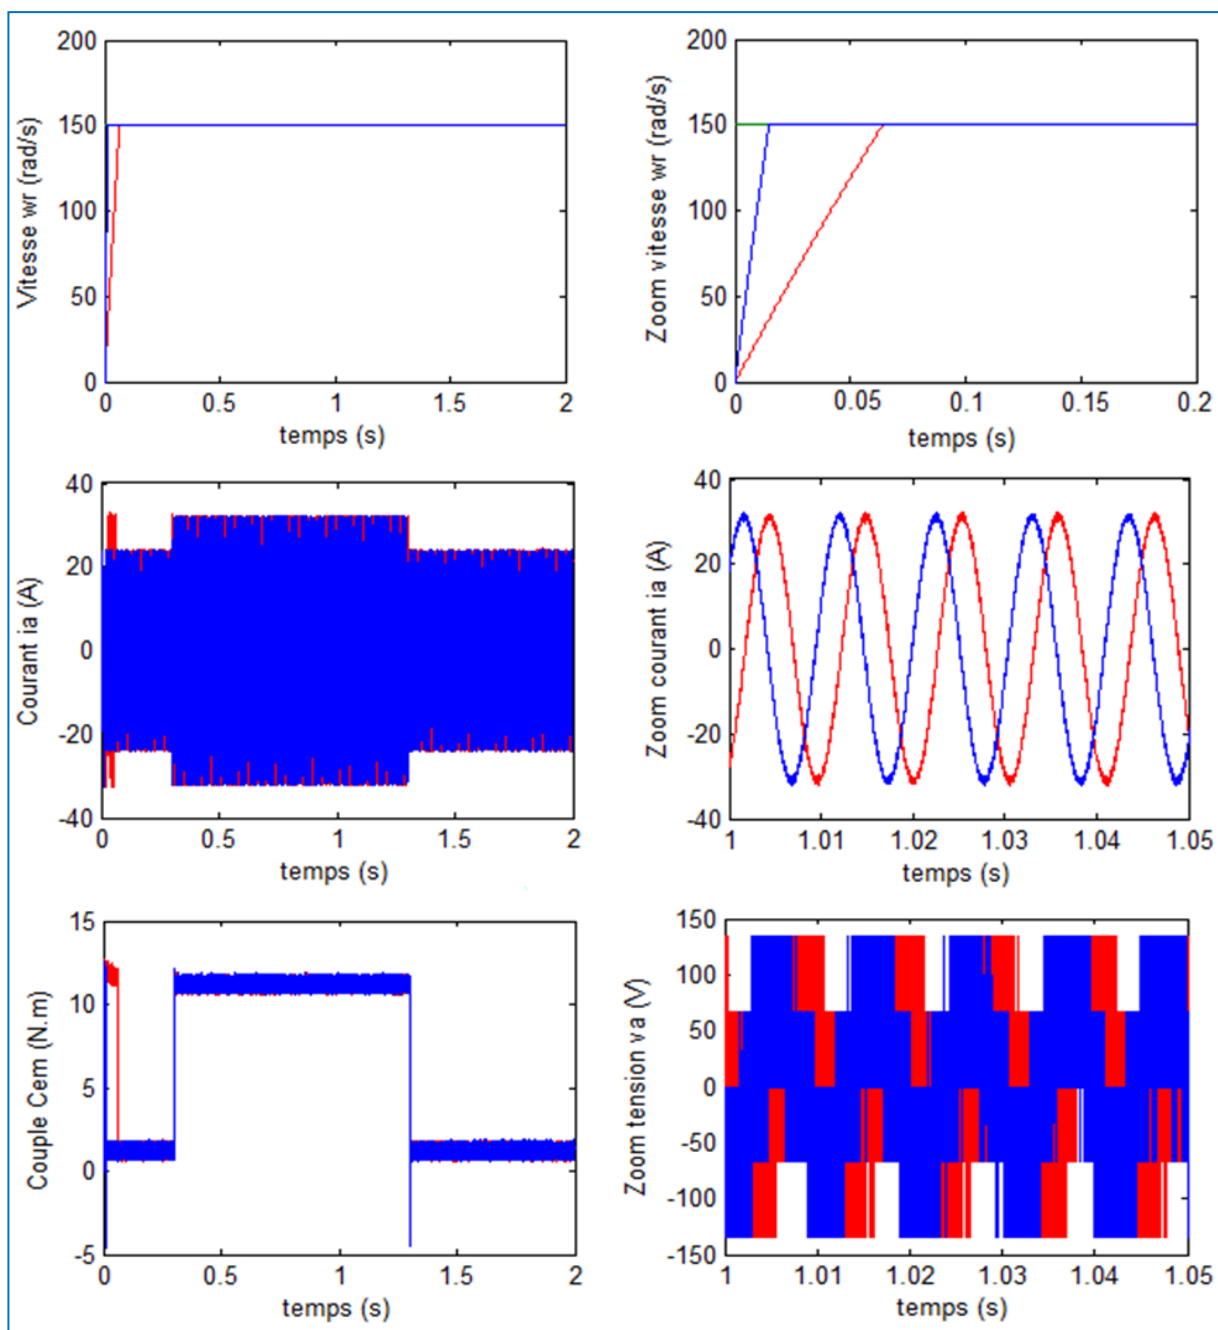 200
150
100
50
0
Vitesse wr (rad/s)
0 0.5 1 1.5 2
temps (s)
200
150
100
50
0
Zoom vitesse wr (rad/s)
0 0.05 0.1 0.15 0.2
temps (s)
40
20
0
-20
-40
Courant ia (A)
0 0.5 1 1.5 2
temps (s)
40
20
0
-20
-40
Zoom courant ia (A)
1 1.01 1.02 1.03 1.04 1.05
temps (s)
15
10
5
0
-5
Couple Cem (N.m)
0 0.5 1 1.5 2
temps (s)
150
100
50
0
-50
-100
-150
Zoom tension va (V)
1 1.01 1.02 1.03 1.04 1.05
temps (s)